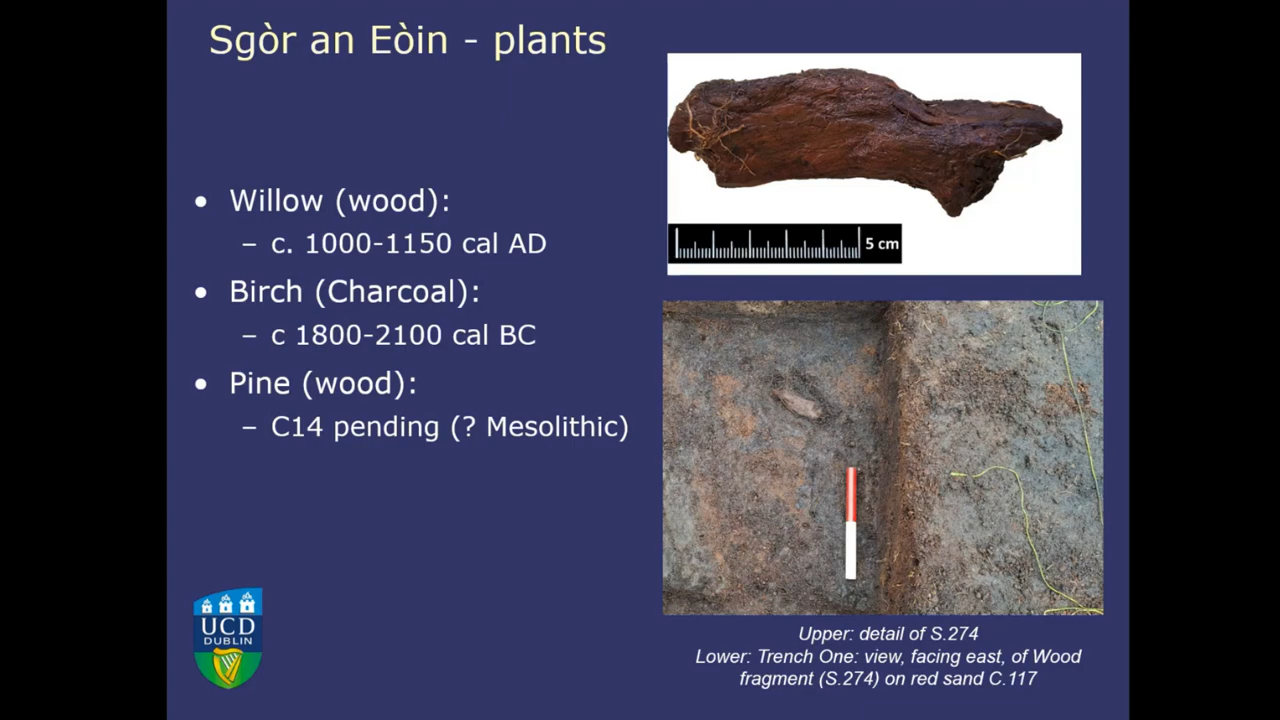 Sgòr an Eòin - plants
• Willow (wood):
– c. 1000-1150 cal AD
• Birch (Charcoal):
– c 1800-2100 cal BC
• Pine (wood):
– C14 pending (? Mesolithic)
5 cm
UCD
DUBLIN
Upper: detail of S.274
Lower: Trench One: view, facing east, of Wood
fragment (S.274) on red sand C.117